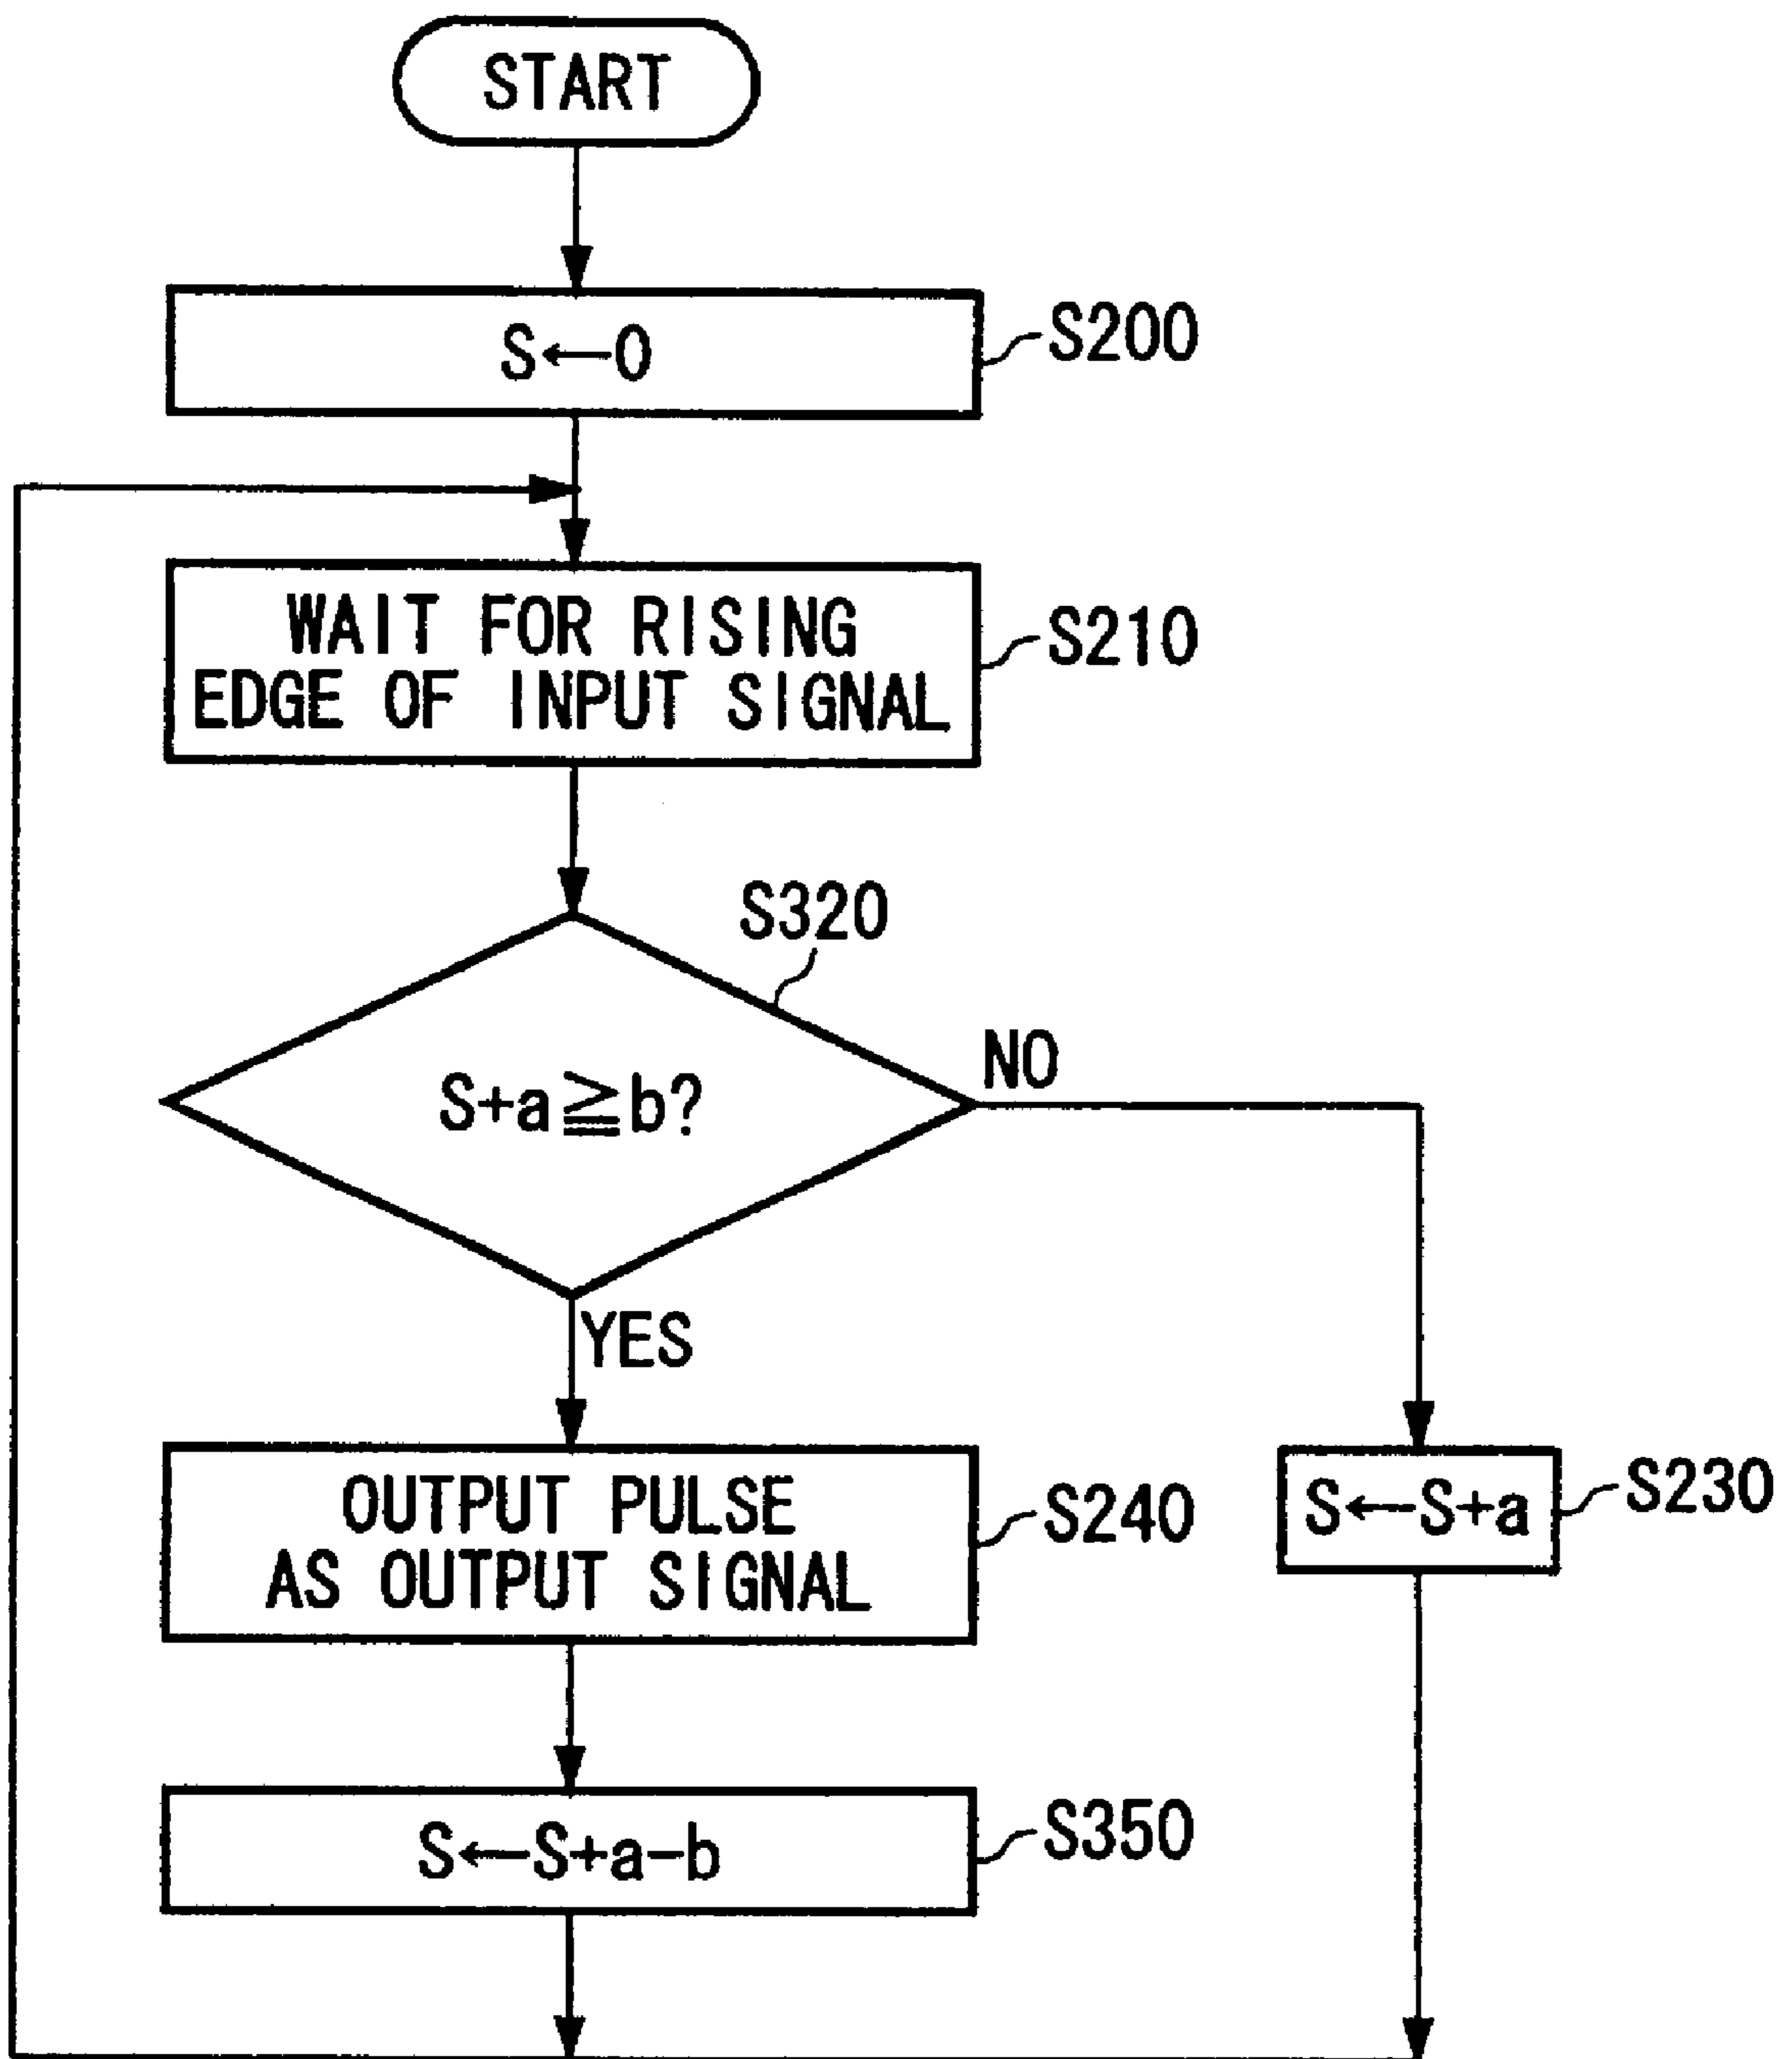 START
S←0
S200
WAIT FOR RISING
EDGE OF INPUT SIGNAL
S210
S320
S+a≧b?
NO
YES
OUTPUT PULSE
AS OUTPUT SIGNAL
S240
S←S+a
S230
S←S+a−b
S350